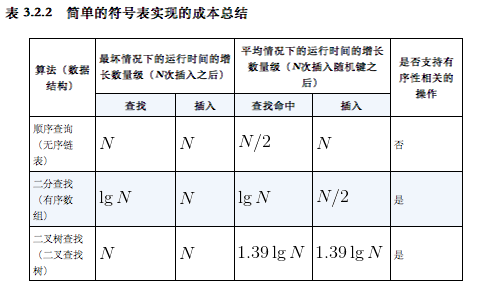 表 3.2.2 简单的符号表实现的成本总结
算法（数据
结构）
最坏情况下的运行时间的增
长数量级（N次插入之后）
平均情况下的运行时间的增长
数量级（N次插入随机键之
后）
是否支持有
序性相关的
操作
查找
插入
查找命中
插入
顺序查询
（无序链
表）
N
N
N/2
N
否
二分查找
（有序数
组）
lg N
N
lg N
N/2
是
二叉树查找
（二叉查找
树）
N
N
1.39 lg N
1.39 lg N
是